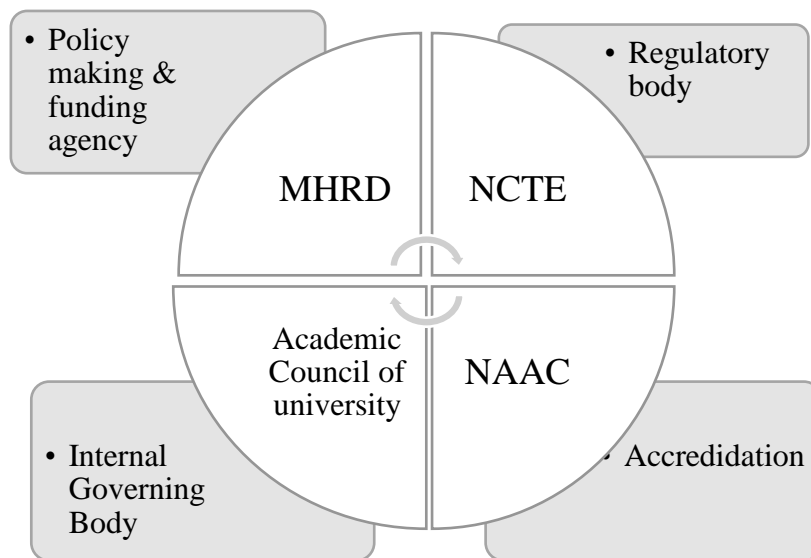 • Policy
making &
funding
agency
• Regulatory
body
MHRD
NCTE
Academic
Council of
university
NAAC
• Internal
Governing
Body
• Accredidation